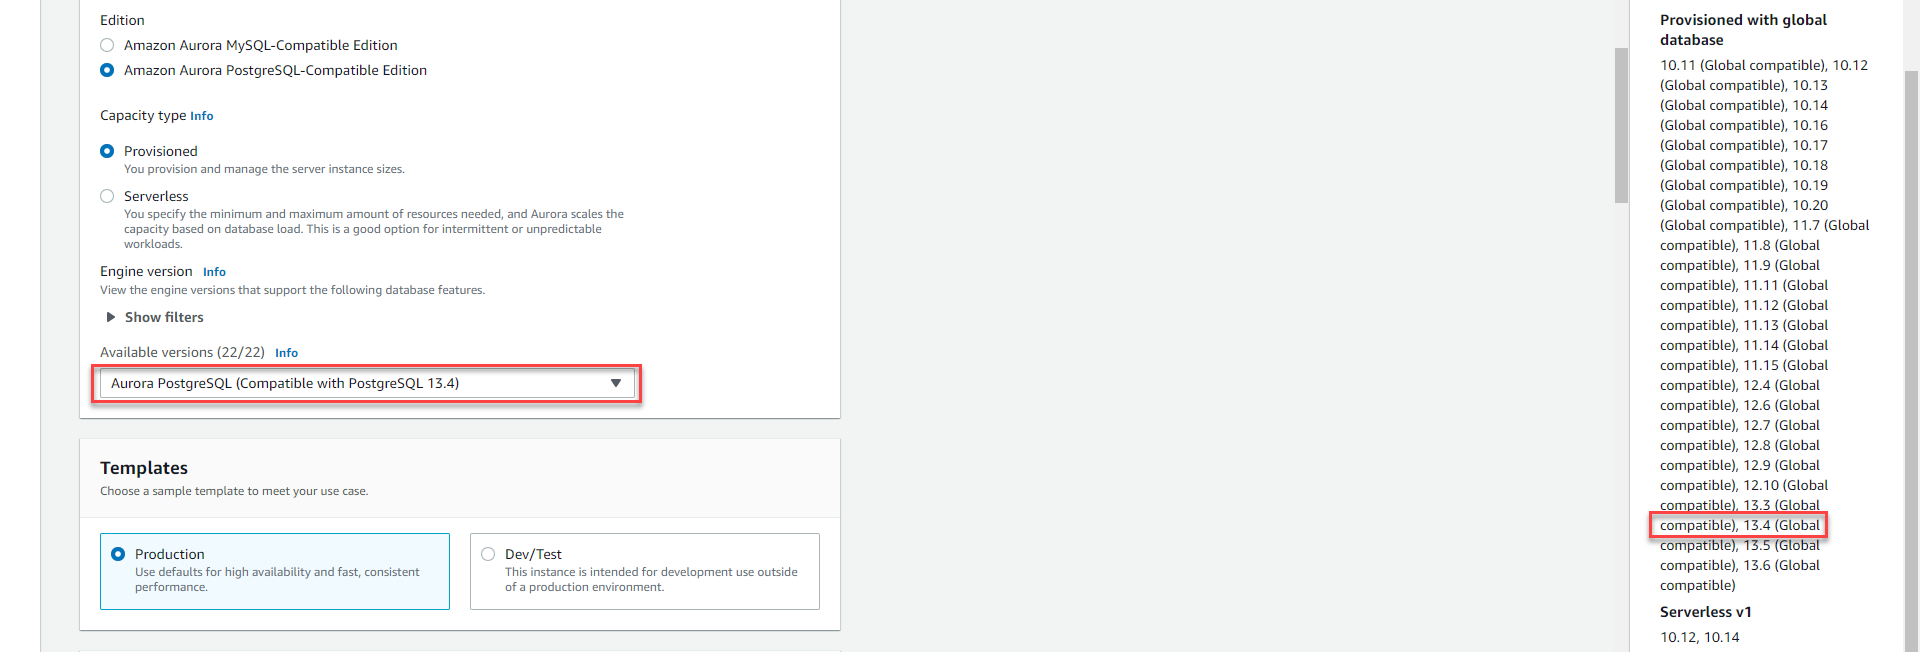 Edition
Amazon Aurora MySQL-Compatible Edition
Amazon Aurora PostgreSQL-Compatible Edition
Capacity type Info
Provisioned
You provision and manage the server instance sizes.
Serverless
You specify the minimum and maximum amount of resources needed, and Aurora scales the
capacity based on database load. This is a good option for intermittent or unpredictable
workloads.
Engine version Info
View the engine versions that support the following database features.
Show filters
Available versions (22/22) Info
Aurora PostgreSQL (Compatible with PostgreSQL 13.4)
Templates
Choose a sample template to meet your use case.
Production
Use defaults for high availability and fast, consistent
performance.
Dev/Test
This instance is intended for development use outside
of a production environment.
Provisioned with global
database
10.11 (Global compatible), 10.12
(Global compatible), 10.13
(Global compatible), 10.14
(Global compatible), 10.16
(Global compatible), 10.17
(Global compatible), 10.18
(Global compatible), 10.19
(Global compatible), 10.20
(Global compatible), 11.7 (Global
compatible), 11.8 (Global
compatible), 11.9 (Global
compatible), 11.11 (Global
compatible), 11.12 (Global
compatible), 11.13 (Global
compatible), 11.14 (Global
compatible), 11.15 (Global
compatible), 12.4 (Global
compatible), 12.6 (Global
compatible), 12.7 (Global
compatible), 12.8 (Global
compatible), 12.9 (Global
compatible), 12.10 (Global
compatible), 13.3 (Global
compatible), 13.4 (Global
compatible), 13.5 (Global
compatible), 13.6 (Global
compatible)
Serverless v1
10.12, 10.14